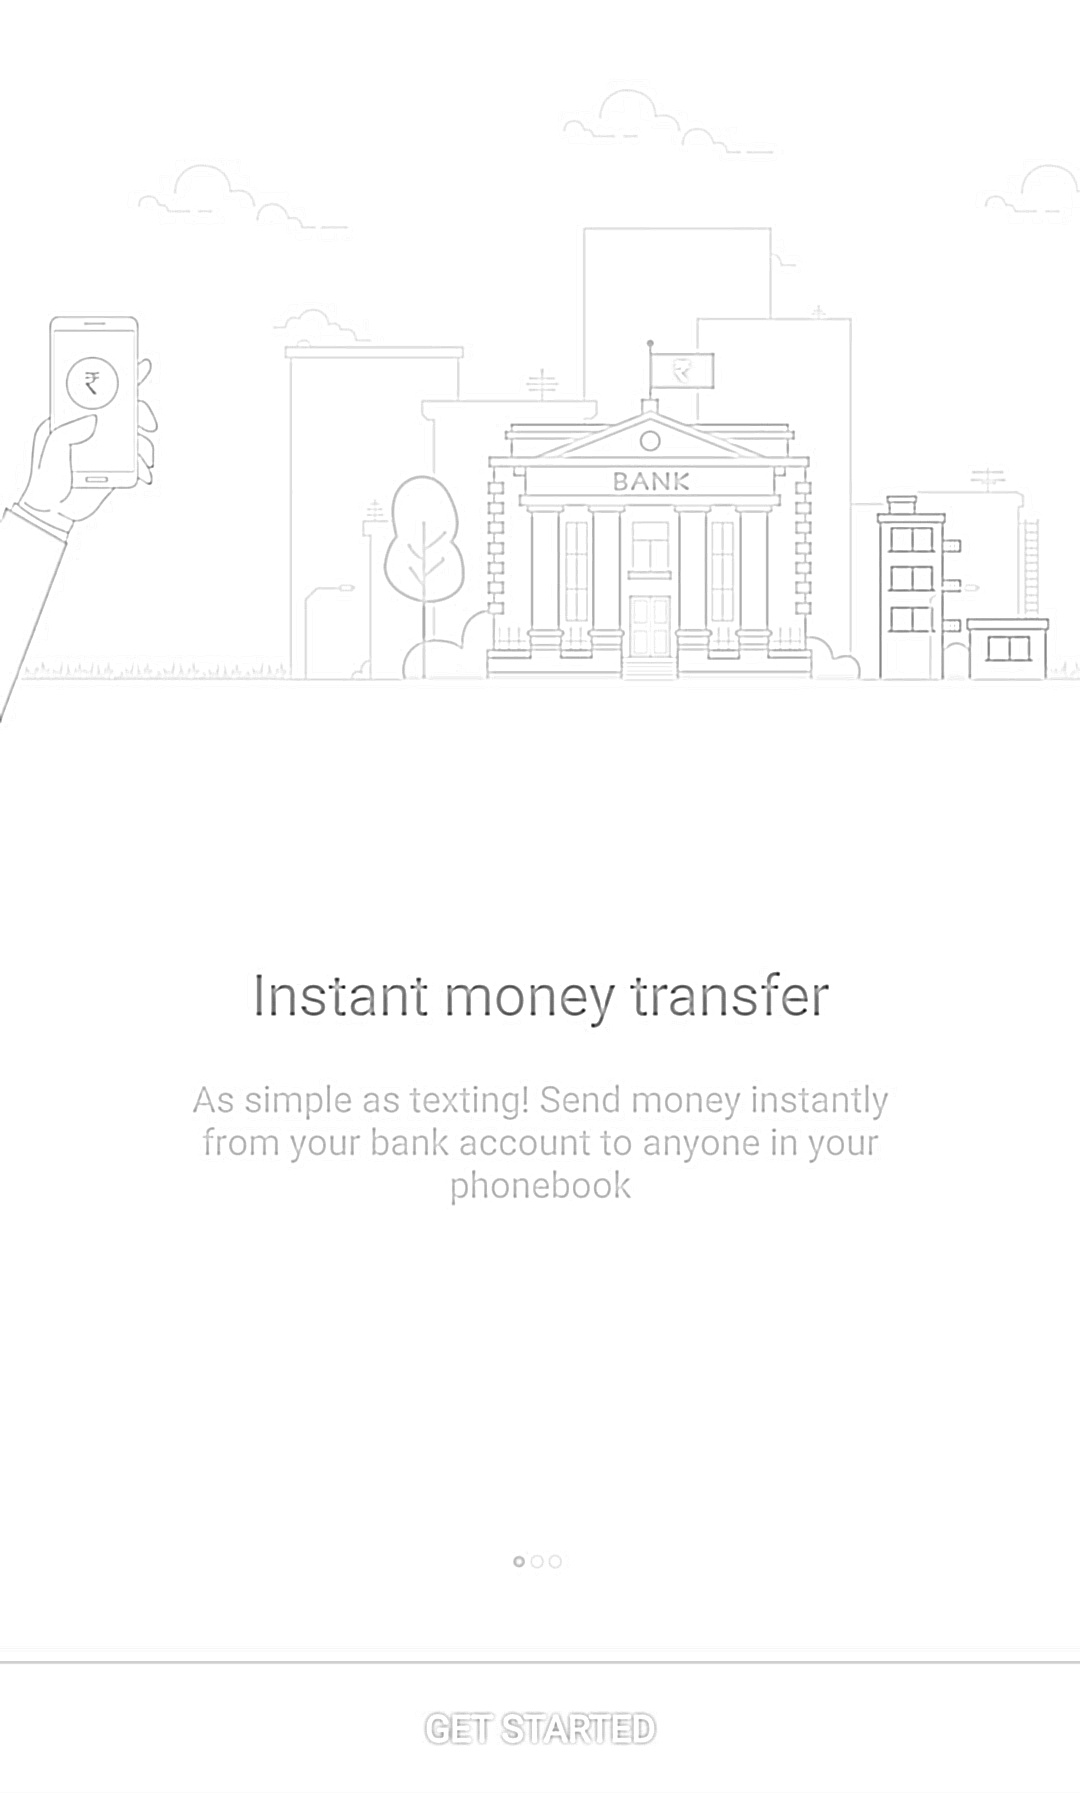 ₹
₹
BANK
Instant money transfer
As simple as texting! Send money instantly
from your bank account to anyone in your
phonebook
GET STARTED